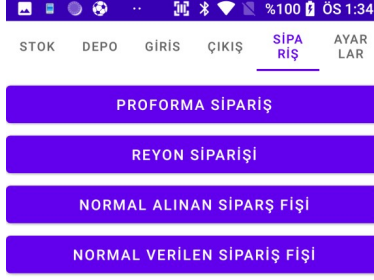 %100 ÖS 1:34
STOK DEPO GİRİS ÇIKIŞ SİPA
RİŞ AYAR
LAR
PROFORMA SİPARİŞ
REYON SİPARİŞİ
NORMAL ALINAN SİPARŞ FİŞİ
NORMAL VERİLEN SİPARİŞ FİŞİ